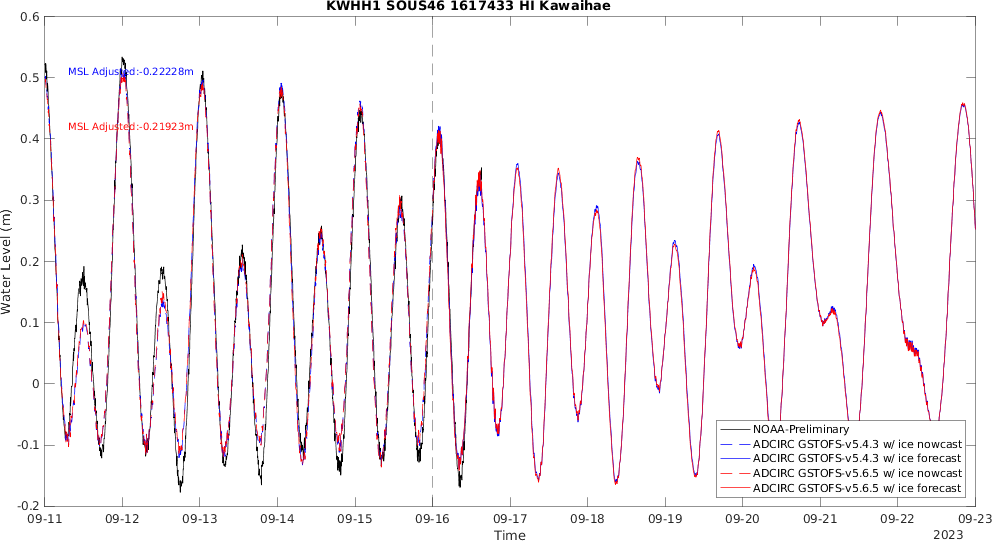 KWHH1 SOUS46 1617433 HI Kawaihae
0.6
0.5
0.4
0.3
0.2
0.1
0
-0.1
-0.2
Water Level (m)
MSL Adjusted:-0.22228m
MSL Adjusted:-0.21923m
NOAA-Preliminary
ADCIRC GSTOFS-v5.4.3 w/ ice nowcast
ADCIRC GSTOFS-v5.4.3 w/ ice forecast
ADCIRC GSTOFS-v5.6.5 w/ ice nowcast
ADCIRC GSTOFS-v5.6.5 w/ ice forecast
09-11 09-12 09-13 09-14 09-15 09-16 09-17 09-18 09-19 09-20 09-21 09-22 09-23
Time
2023